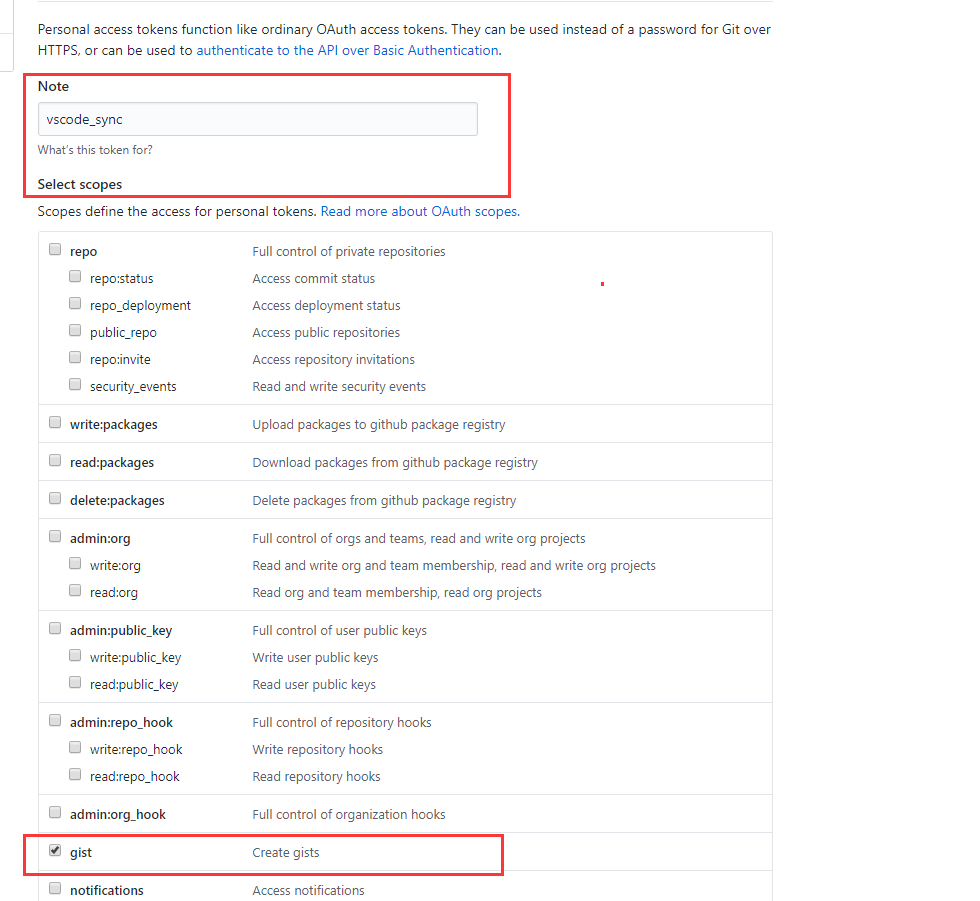 Personal access tokens function like ordinary OAuth access tokens. They can be used instead of a password for Git over
HTTPS, or can be used to authenticate to the API over Basic Authentication.
Note
vscode_sync
What's this token for?
Select scopes
Scopes define the access for personal tokens. Read more about OAuth scopes.
repo Full control of private repositories
repo:status Access commit status
repo_deployment Access deployment status
public_repo Access public repositories
repo:invite Access repository invitations
security_events Read and write security events
write:packages Upload packages to github package registry
read:packages Download packages from github package registry
delete:packages Delete packages from github package registry
admin:org Full control of orgs and teams, read and write org projects
write:org Read and write org and team membership, read and write org projects
read:org Read org and team membership, read org projects
admin:public_key Full control of user public keys
write:public_key Write user public keys
read:public_key Read user public keys
admin:repo_hook Full control of repository hooks
write:repo_hook Write repository hooks
read:repo_hook Read repository hooks
admin:org_hook Full control of organization hooks
gist Create gists
notifications Access notifications